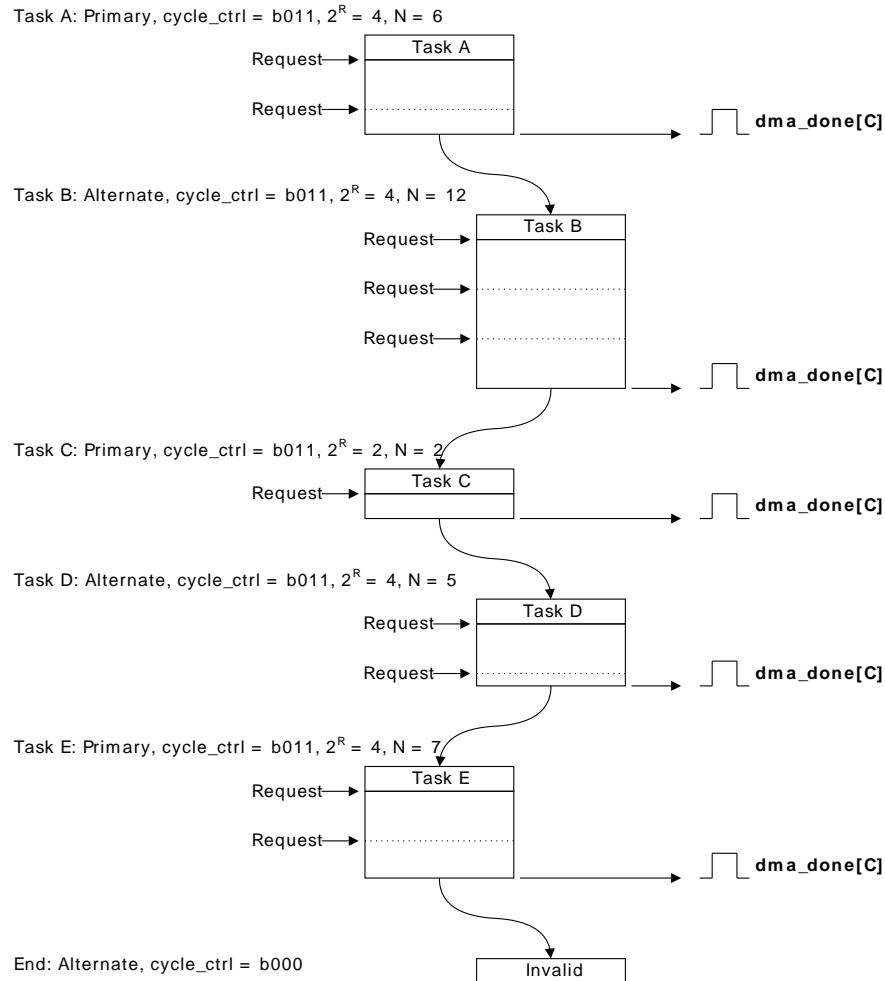 Task A: Primary, cycle_ctrl = b011, 2^R = 4, N = 6
Task A
Request
Request
dma_done[C]
Task B: Alternate, cycle_ctrl = b011, 2^R = 4, N = 12
Task B
Request
Request
Request
dma_done[C]
Task C: Primary, cycle_ctrl = b011, 2^R = 2, N = 2
Task C
Request
dma_done[C]
Task D: Alternate, cycle_ctrl = b011, 2^R = 4, N = 5
Task D
Request
Request
dma_done[C]
Task E: Primary, cycle_ctrl = b011, 2^R = 4, N = 7
Task E
Request
Request
dma_done[C]
End: Alternate, cycle_ctrl = b000
Invalid